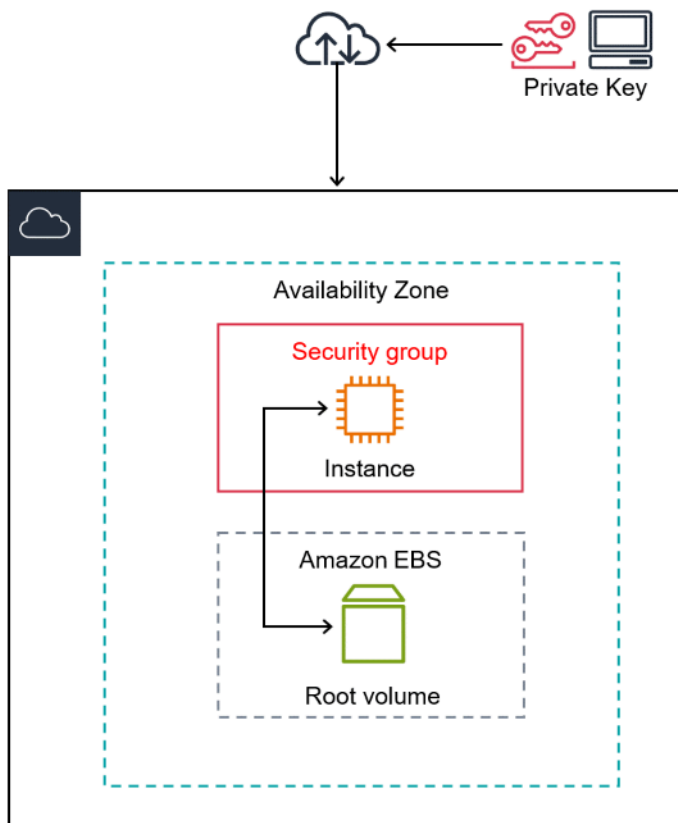 Private Key
Availability Zone
Security group
Instance
Amazon EBS
Root volume